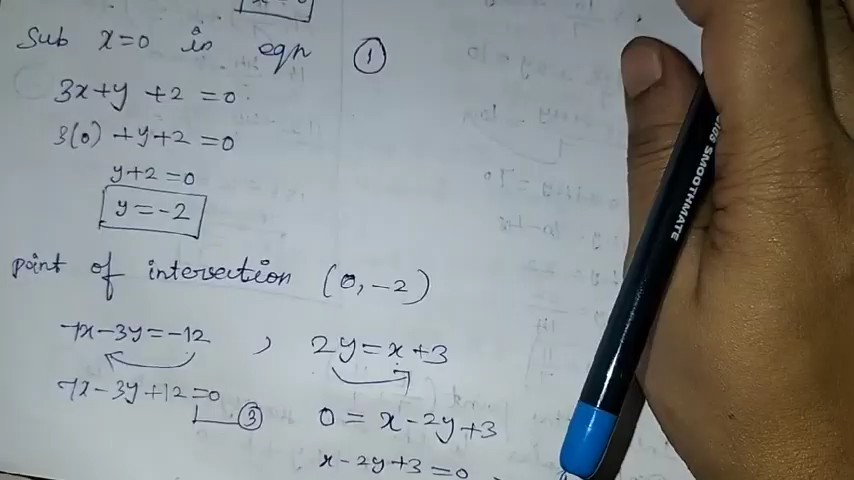 Sub x=0 in eqn ①
3x+y+2=0
3(0)+y+2=0
y+2=0
y=-2
point of intersection (0,-2)
7x-3y=-12 , 2y=x+3
7x-3y+12=0
③ 0=x-2y+3
x-2y+3=0
SMOOTHMATE